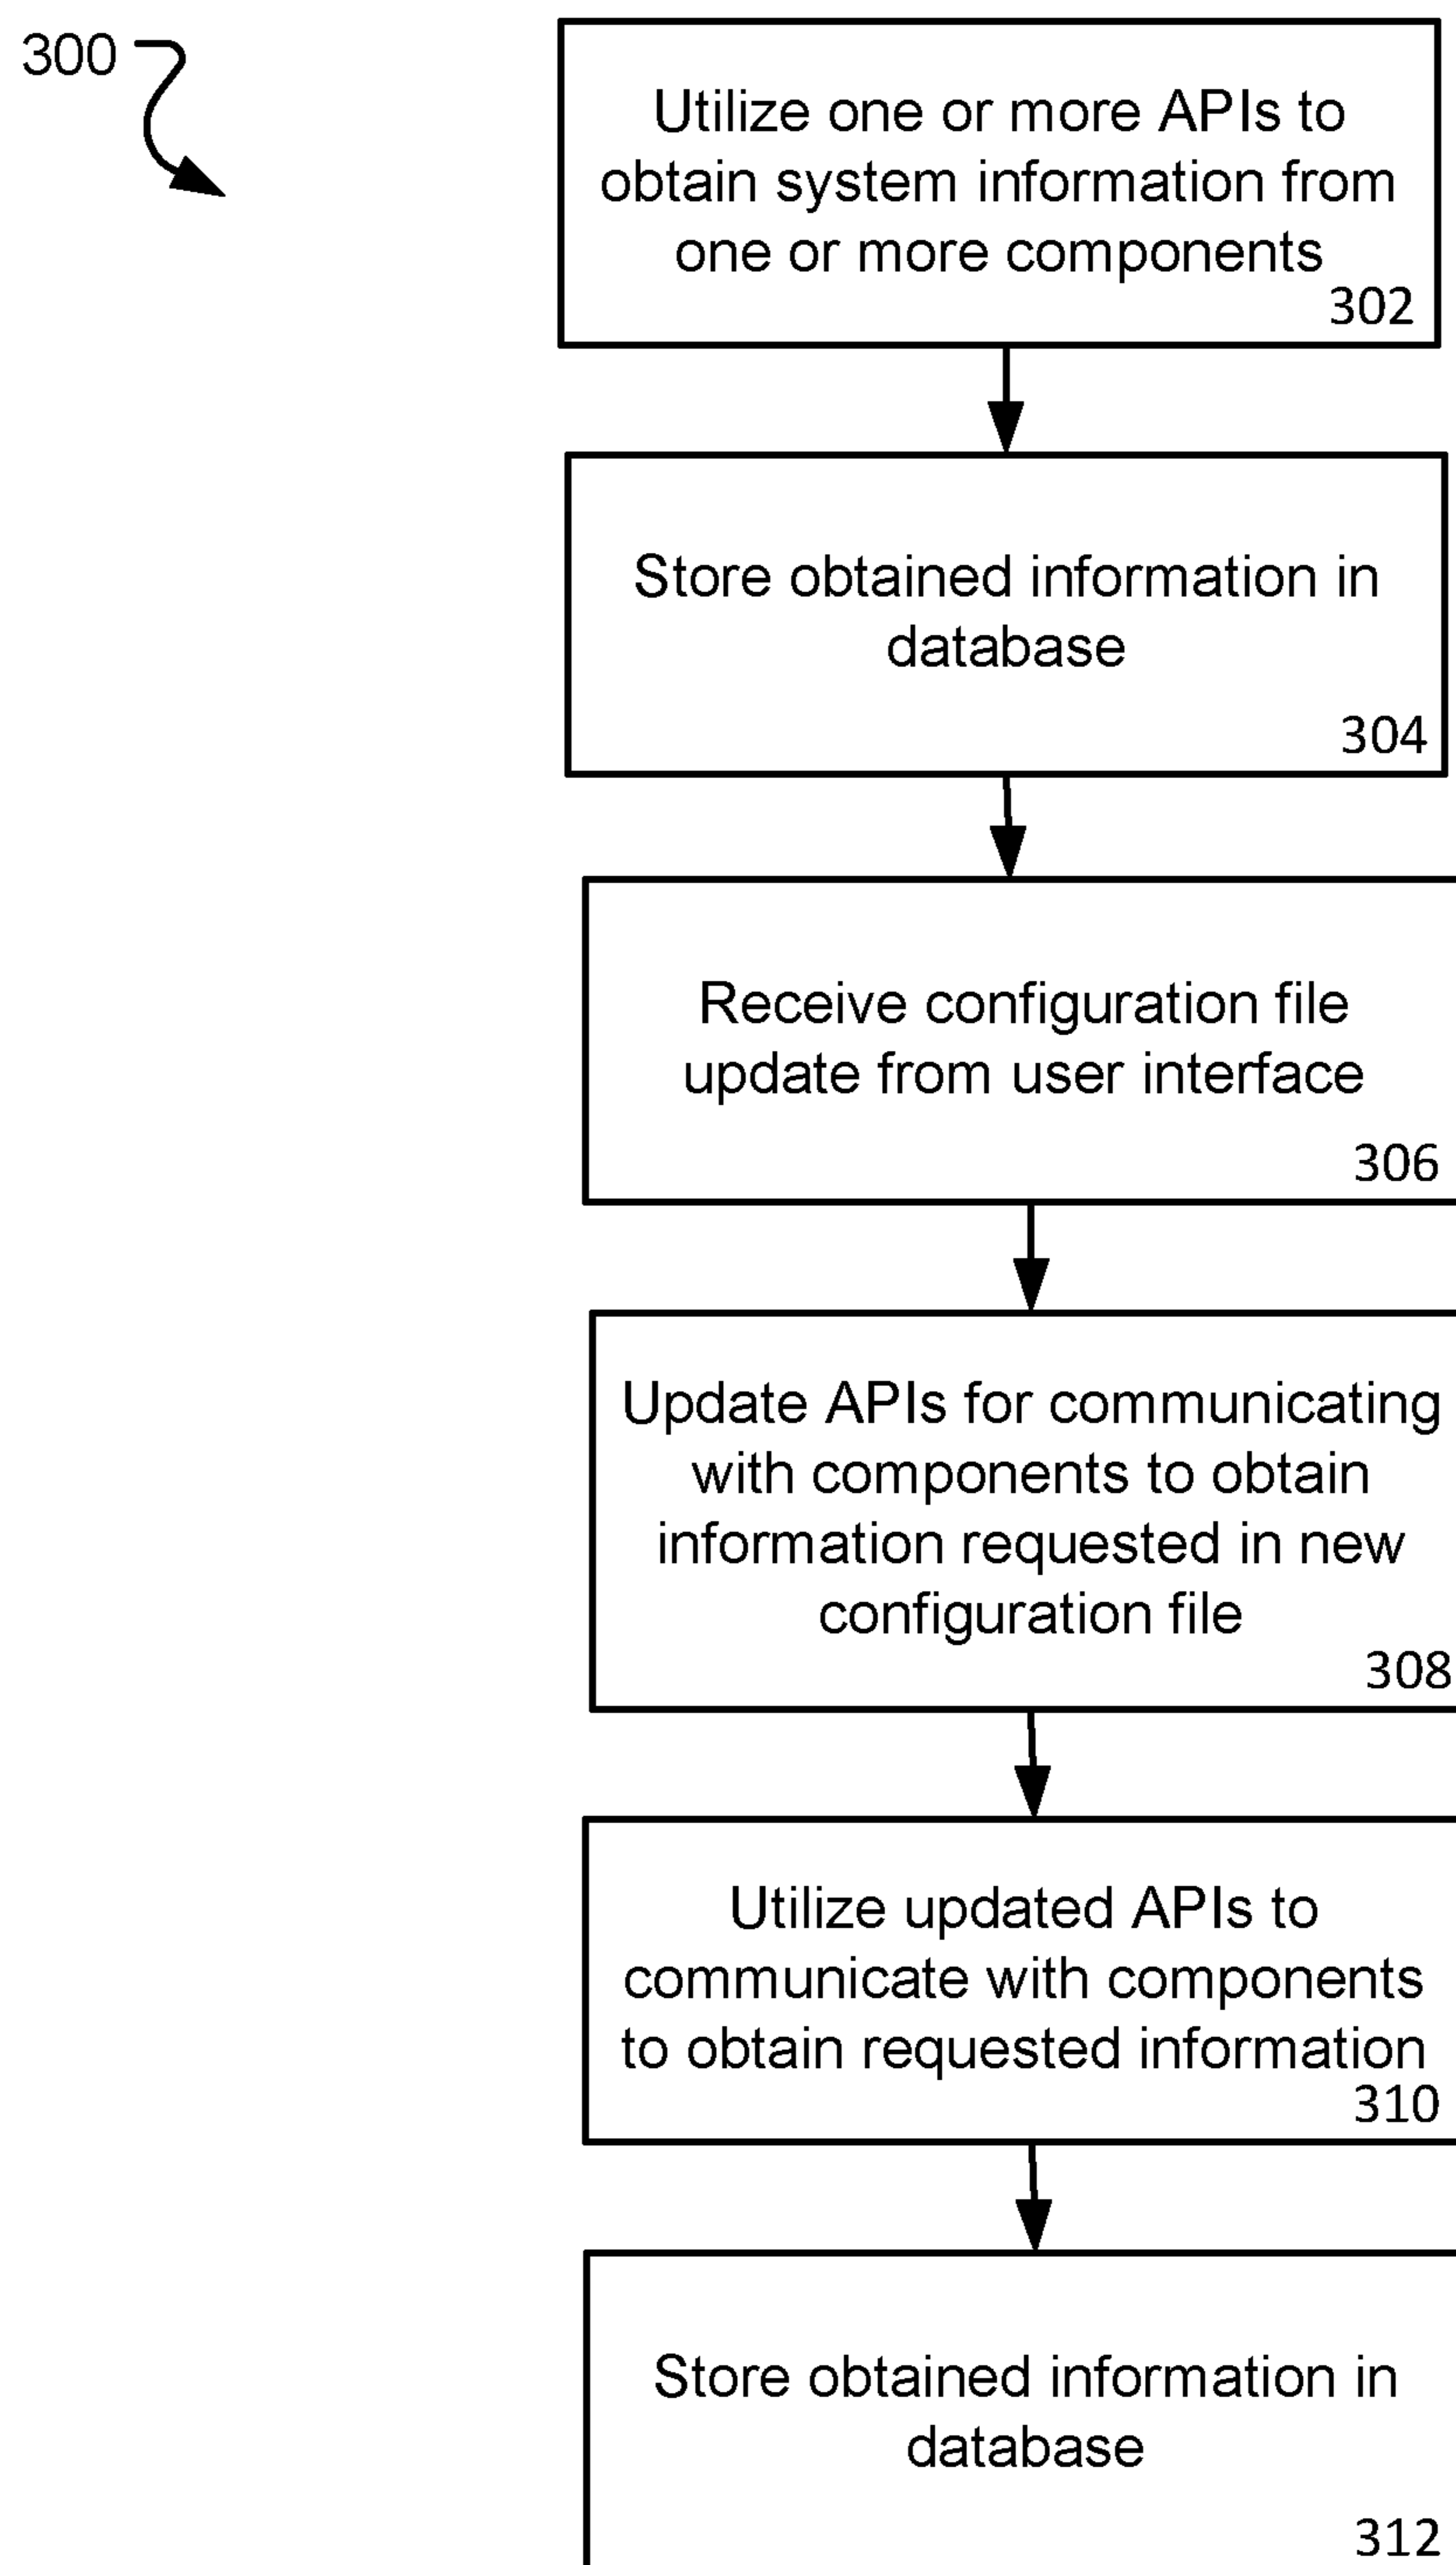 300
Utilize one or more APIs to
obtain system information from
one or more components
302
Store obtained information in
database
304
Receive configuration file
update from user interface
306
Update APIs for communicating
with components to obtain
information requested in new
configuration file
308
Utilize updated APIs to
communicate with components
to obtain requested information
310
Store obtained information in
database
312